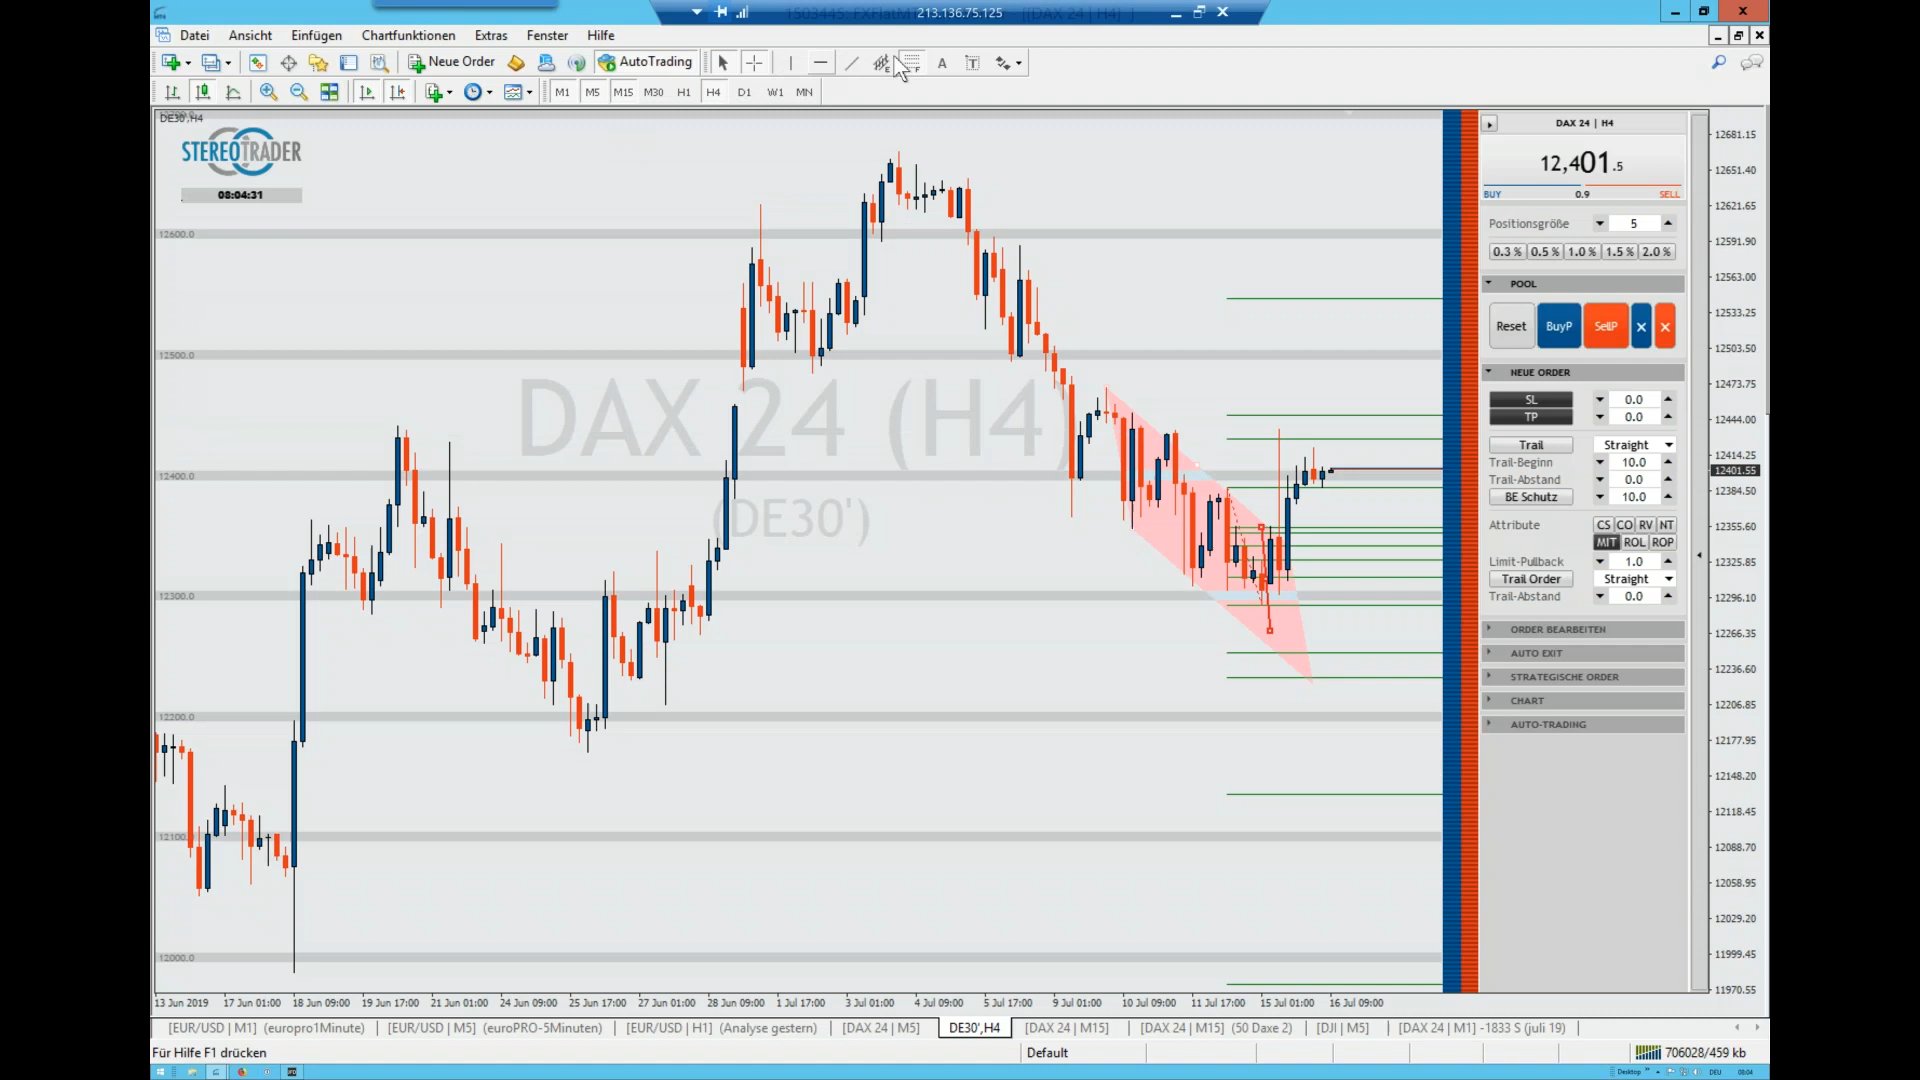 213.136.75.125
Datei Ansicht Einfügen Chartfunktionen Extras Fenster Hilfe
Neue Order AutoTrading A T
M1 M5 M15 M30 H1 H4 D1 W1 MN
DE30',H4
STEREOTRADER
08:04:31
DAX 24 (H4)
(DE30')
12600.0
12500.0
12400.0
12300.0
12200.0
12100.0
12000.0
DAX 24 | H4
12,401.5
BUY 0.9 SELL
Positionsgröße 5
0.3 % 0.5 % 1.0 % 1.5 % 2.0 %
POOL
Reset BuyP SellP × ×
NEUE ORDER
SL 0.0
TP 0.0
Trail Straight
Trail-Beginn 10.0
Trail-Abstand 0.0
BE Schutz 10.0
Attribute CS CO RV NT
MIT ROL ROP
Limit-Pullback 1.0
Trail Order Straight
Trail-Abstand 0.0
ORDER BEARBEITEN
AUTO EXIT
STRATEGISCHE ORDER
CHART
AUTO-TRADING
12681.15
12651.40
12621.65
12591.90
12563.00
12533.25
12503.50
12473.75
12444.00
12414.25
12401.55
12384.50
12355.60
12325.85
12296.10
12266.35
12236.60
12206.85
12177.95
12148.20
12118.45
12088.70
12058.95
12029.20
11999.45
11970.55
13 Jun 2019 17 Jun 01:00 18 Jun 09:00 19 Jun 17:00 21 Jun 01:00 24 Jun 09:00 25 Jun 17:00 27 Jun 01:00 28 Jun 09:00 1 Jul 17:00 3 Jul 01:00 4 Jul 09:00 5 Jul 17:00 9 Jul 01:00 10 Jul 09:00 11 Jul 17:00 15 Jul 01:00 16 Jul 09:00
[EUR/USD | M1] (europro1Minute) [EUR/USD | M5] (euroPRO-5Minuten) [EUR/USD | H1] (Analyse gestern) [DAX 24 | M5] DE30',H4 [DAX 24 | M15] [DAX 24 | M15] (50 Daxe 2) [DJI | M5] [DAX 24 | M1] -1833 S (juli 19)
Für Hilfe F1 drücken Default 706028/459 kb
Desktop DEU 08:04